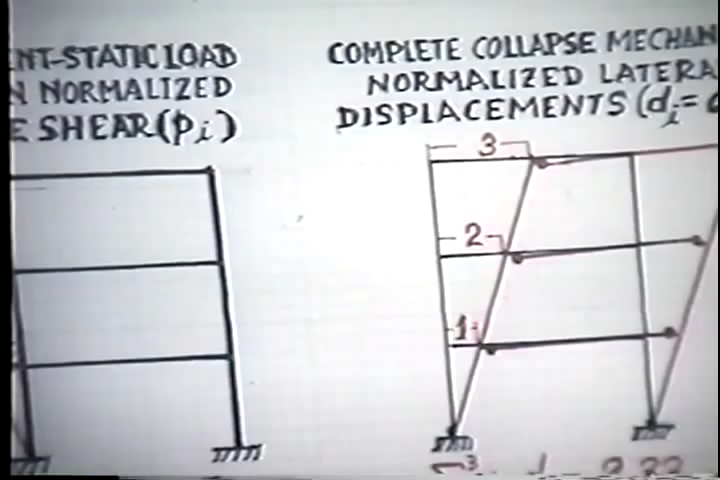 NT-STATIC LOAD
NORMALIZED
E SHEAR (pi)
COMPLETE COLLAPSE MECHAN
NORMALIZED LATERA
DISPLACEMENTS (di=
3
2
1